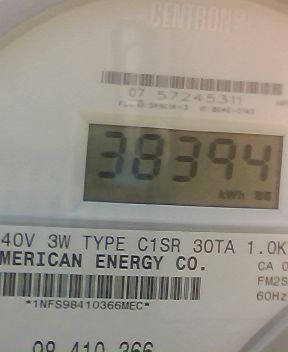 CENTRON
07 57245311
38394
kWh
40V 3W TYPE C1SR 30TA 1.0K
MERICAN ENERGY CO.
CA 0
FM2S
60Hz
*1NFS98410366MEC*
98 410 366